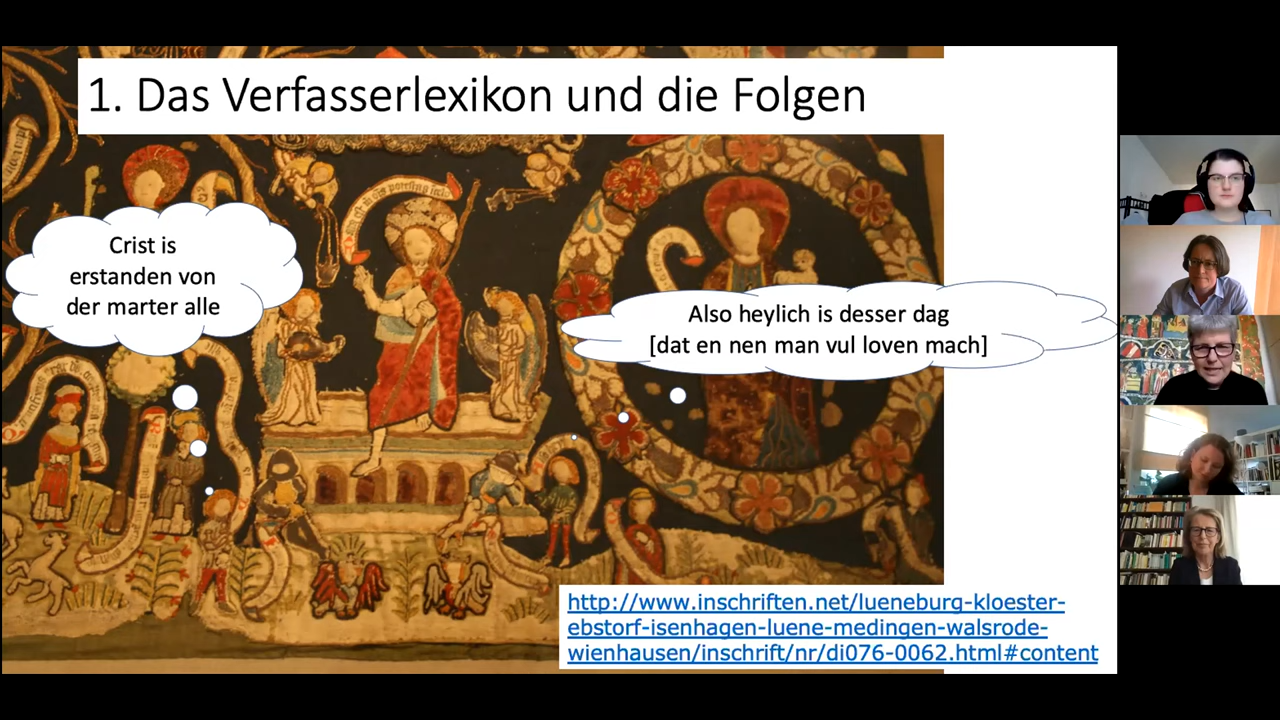 1. Das Verfasserlexikon und die Folgen
Crist is
erstanden von
der marter alle
Also heylich is desser dag
[dat en nen man vul loven mach]
http://www.inschriften.net/lueneburg-kloester-
ebstorf-isenhagen-luene-medingen-walsrode-
wienhausen/inschrift/nr/di076-0062.html#content